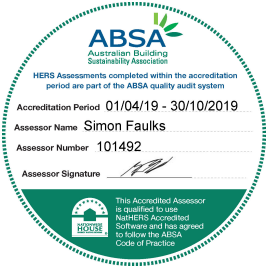 ABSA
Australian Building
Sustainability Association
HERS Assessments completed within the accreditation
period are part of the ABSA quality audit system
Accreditation Period 01/04/19 - 30/10/2019
Assessor Name Simon Faulks
Assessor Number 101492
Assessor Signature
This Accredited Assessor
is qualified to use
NatHERS Accredited
Software and has agreed
to follow the ABSA
Code of Practice
NATIONWIDE
HOUSE